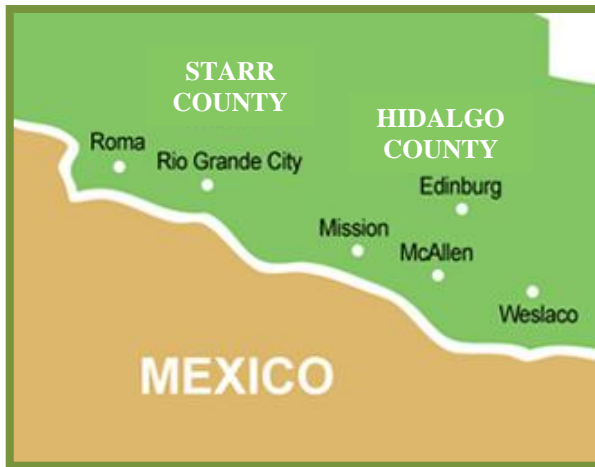 STARR
COUNTY
HIDALGO
COUNTY
Roma
Rio Grande City
Edinburg
Mission
McAllen
Weslaco
MEXICO